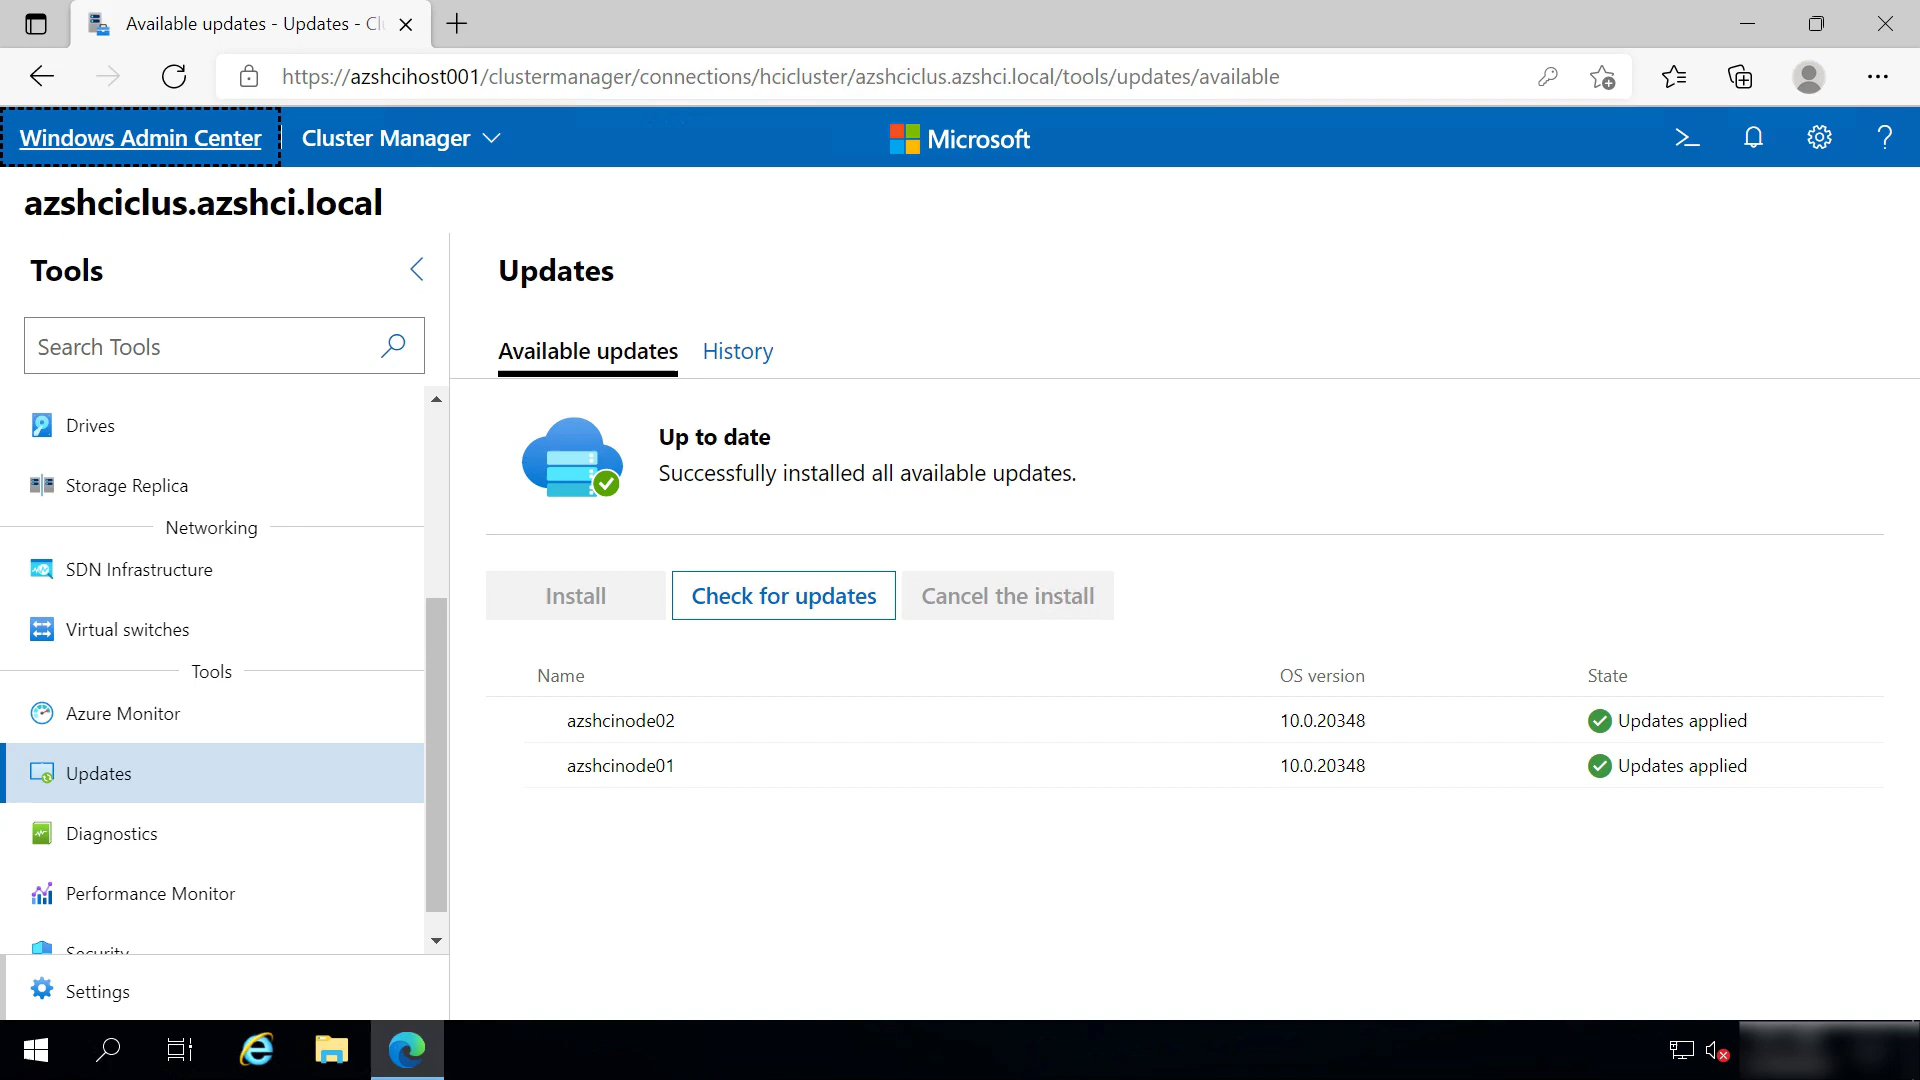 Available updates - Updates - Clu
https://azshcihost001/clustermanager/connections/hcicluster/azshciclus.azshci.local/tools/updates/available
Windows Admin Center
Cluster Manager
Microsoft
azshciclus.azshci.local
Tools
Search Tools
Drives
Storage Replica
Networking
SDN Infrastructure
Virtual switches
Tools
Azure Monitor
Updates
Diagnostics
Performance Monitor
Security
Settings
Updates
Available updates History
Up to date
Successfully installed all available updates.
Install Check for updates Cancel the install
Name OS version State
azshcinode02 10.0.20348 Updates applied
azshcinode01 10.0.20348 Updates applied